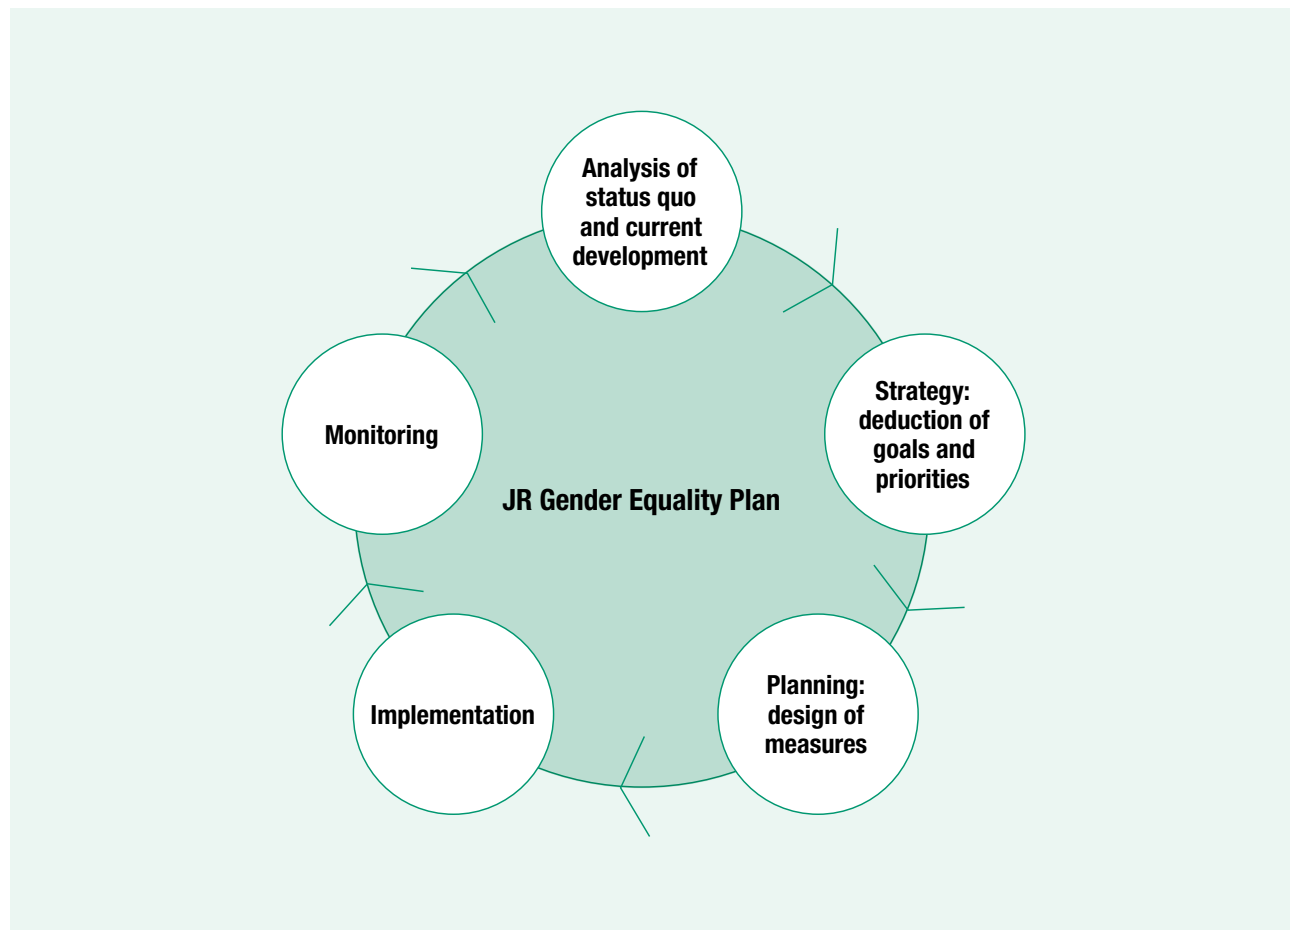 Analysis of
status quo
and current
development
Strategy:
deduction of
goals and
priorities
Monitoring
JR Gender Equality Plan
Planning:
design of
measures
Implementation